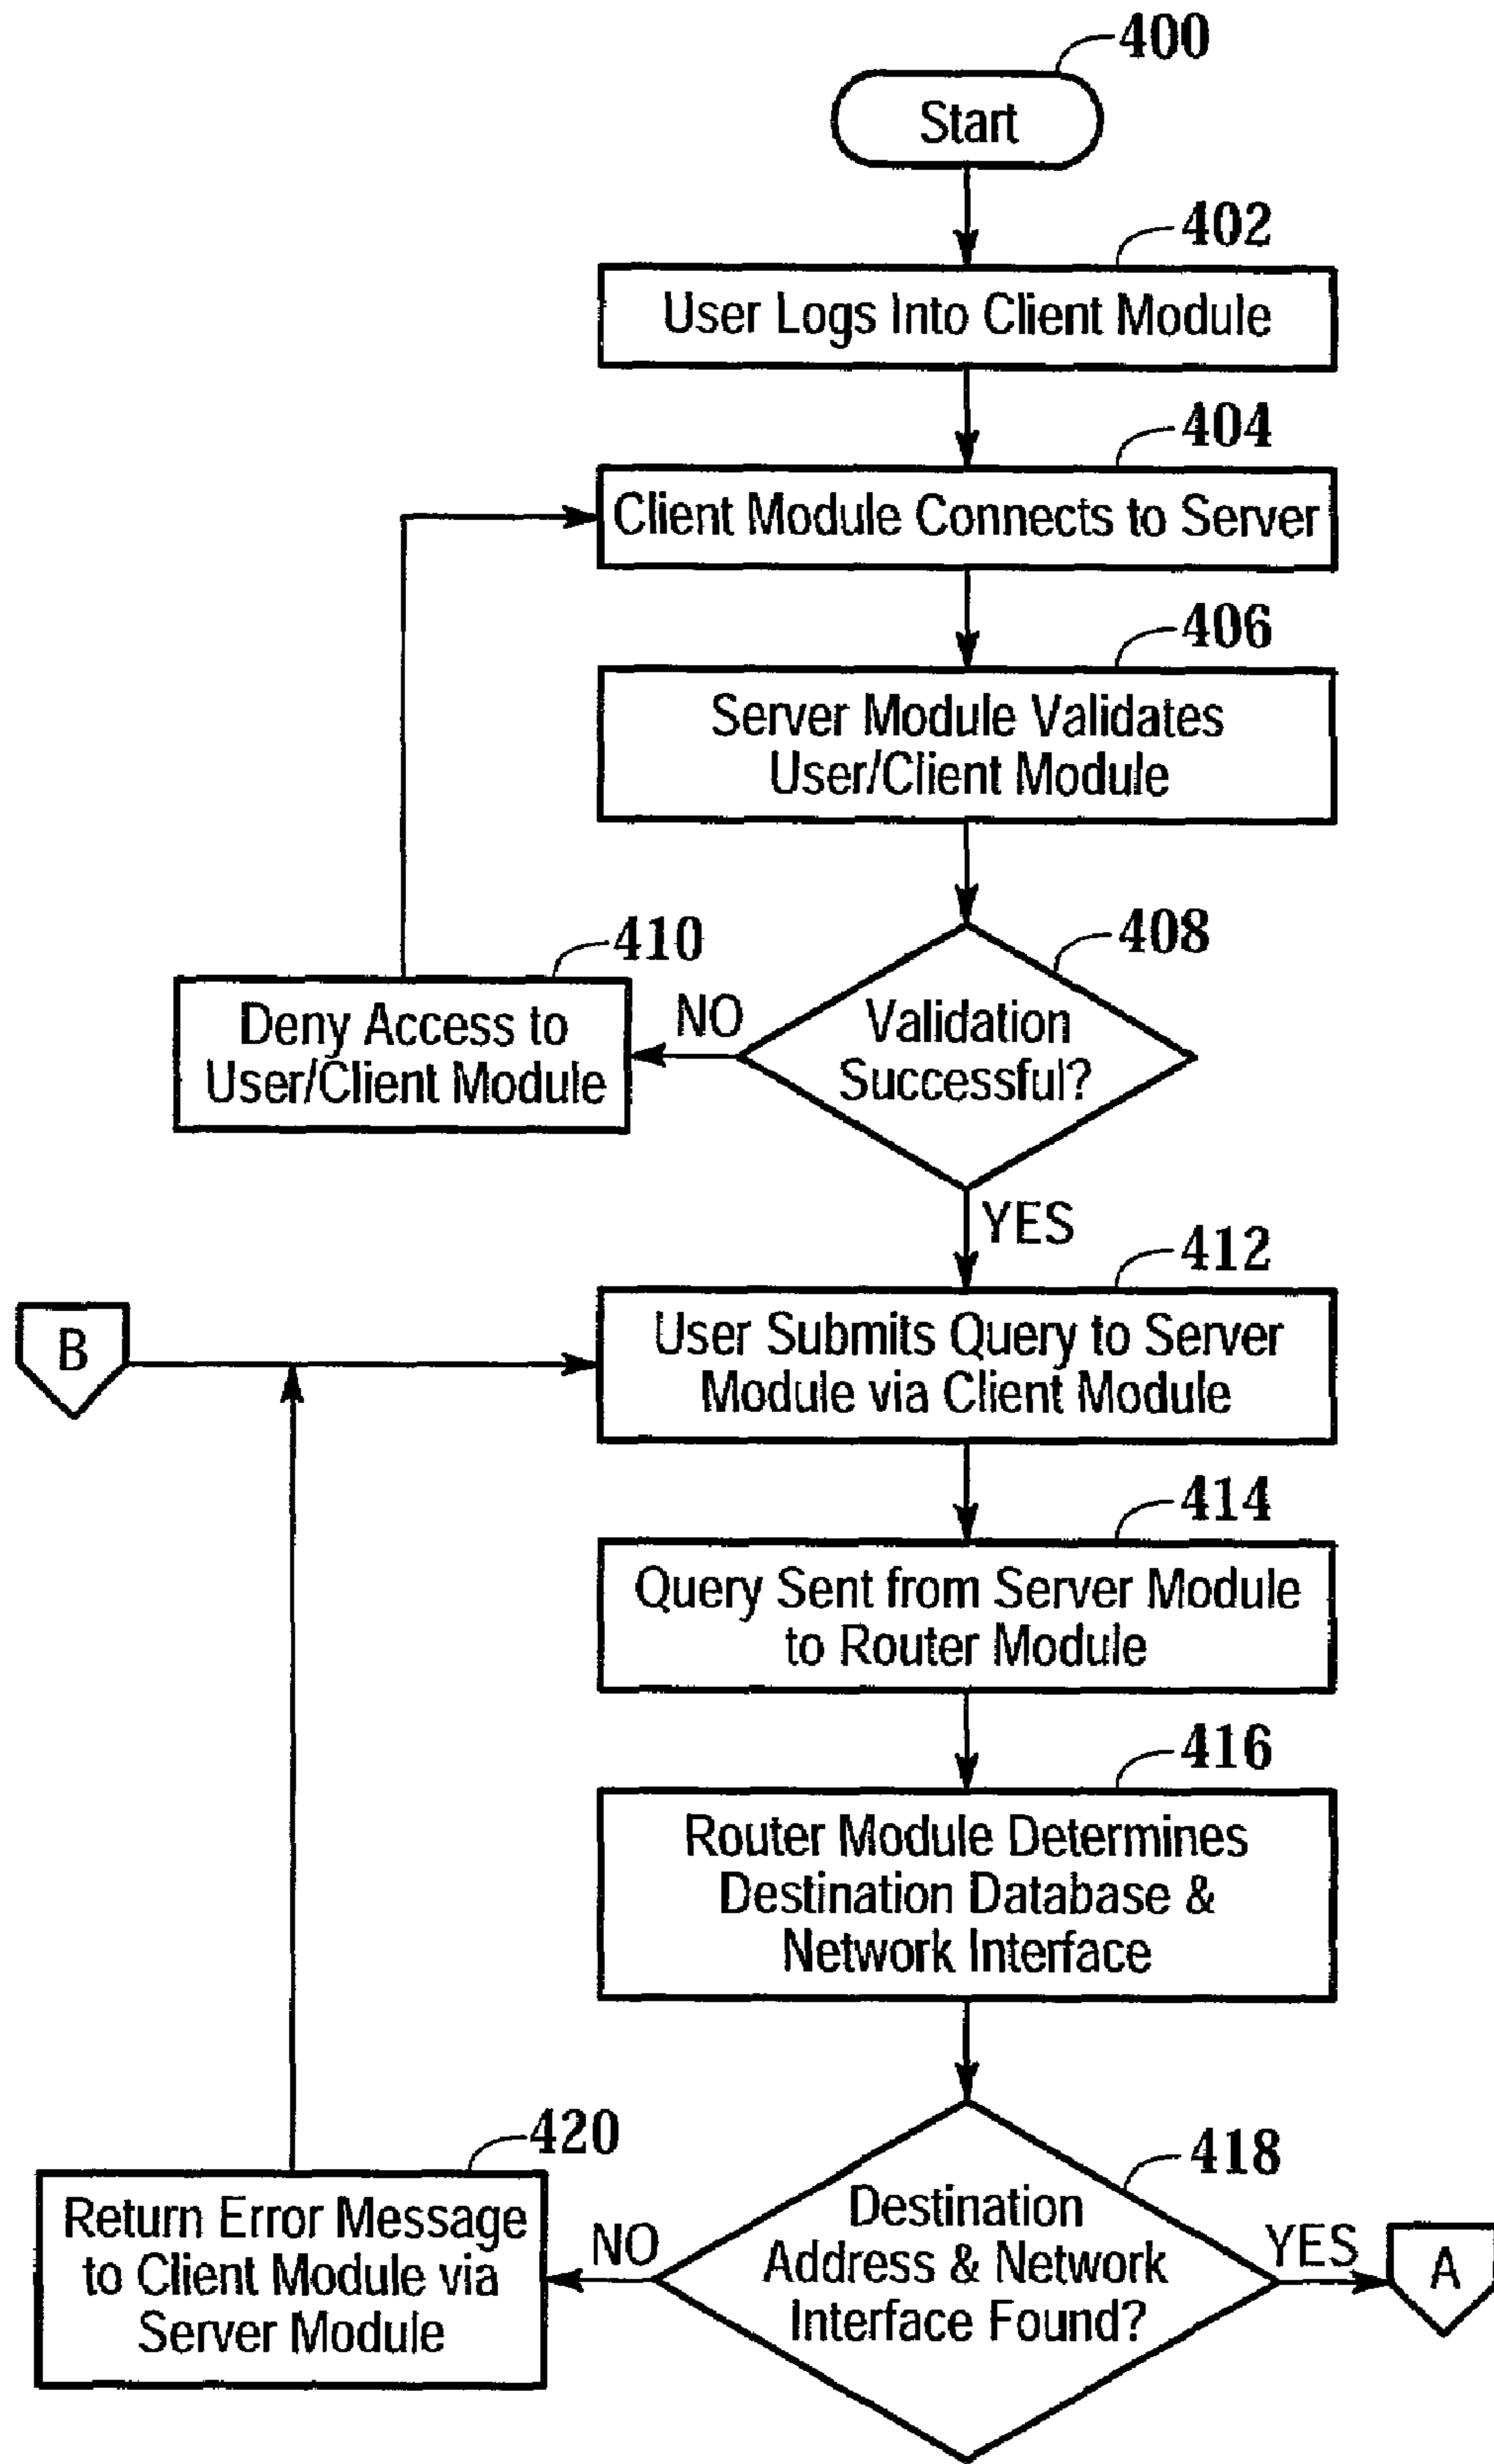 400
Start
402
User Logs Into Client Module
404
Client Module Connects to Server
406
Server Module Validates
User/Client Module
408
Validation
Successful?
NO
410
Deny Access to
User/Client Module
YES
412
B
User Submits Query to Server
Module via Client Module
414
Query Sent from Server Module
to Router Module
416
Router Module Determines
Destination Database &
Network Interface
418
Destination
Address & Network
Interface Found?
NO
420
Return Error Message
to Client Module via
Server Module
YES
A